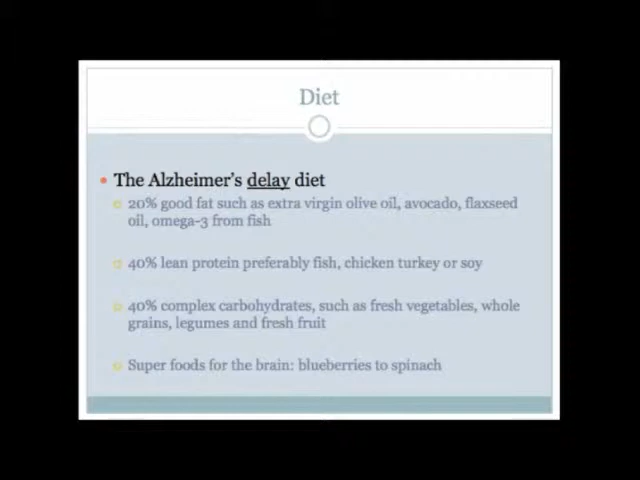 Diet
The Alzheimer's delay diet
20% good fat such as extra virgin olive oil, avocado, flaxseed
oil, omega-3 from fish
40% lean protein preferably fish, chicken turkey or soy
40% complex carbohydrates, such as fresh vegetables, whole
grains, legumes and fresh fruit
Super foods for the brain: blueberries to spinach